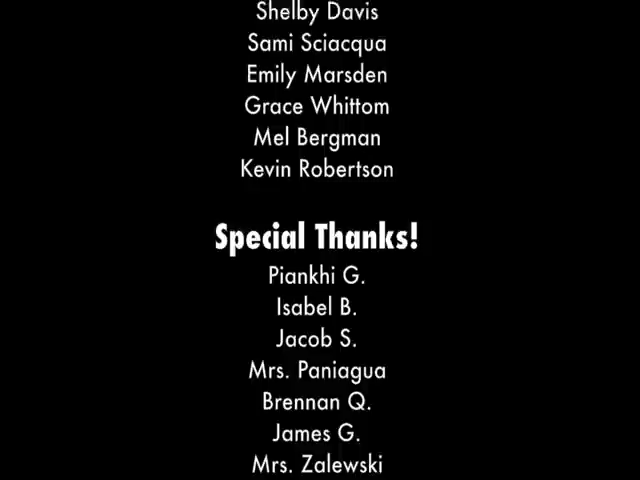 Shelby Davis
Sami Sciacqua
Emily Marsden
Grace Whittom
Mel Bergman
Kevin Robertson
Special Thanks!
Piankhi G.
Isabel B.
Jacob S.
Mrs. Paniagua
Brennan Q.
James G.
Mrs. Zalewski